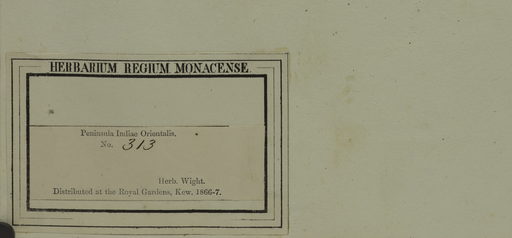 HERBARIUM REGIUM MONACENSE
Peninsula Indiae Orientalis.
No. 313
Herb. Wight.
Distributed at the Royal Gardens, Kew, 1866-7.